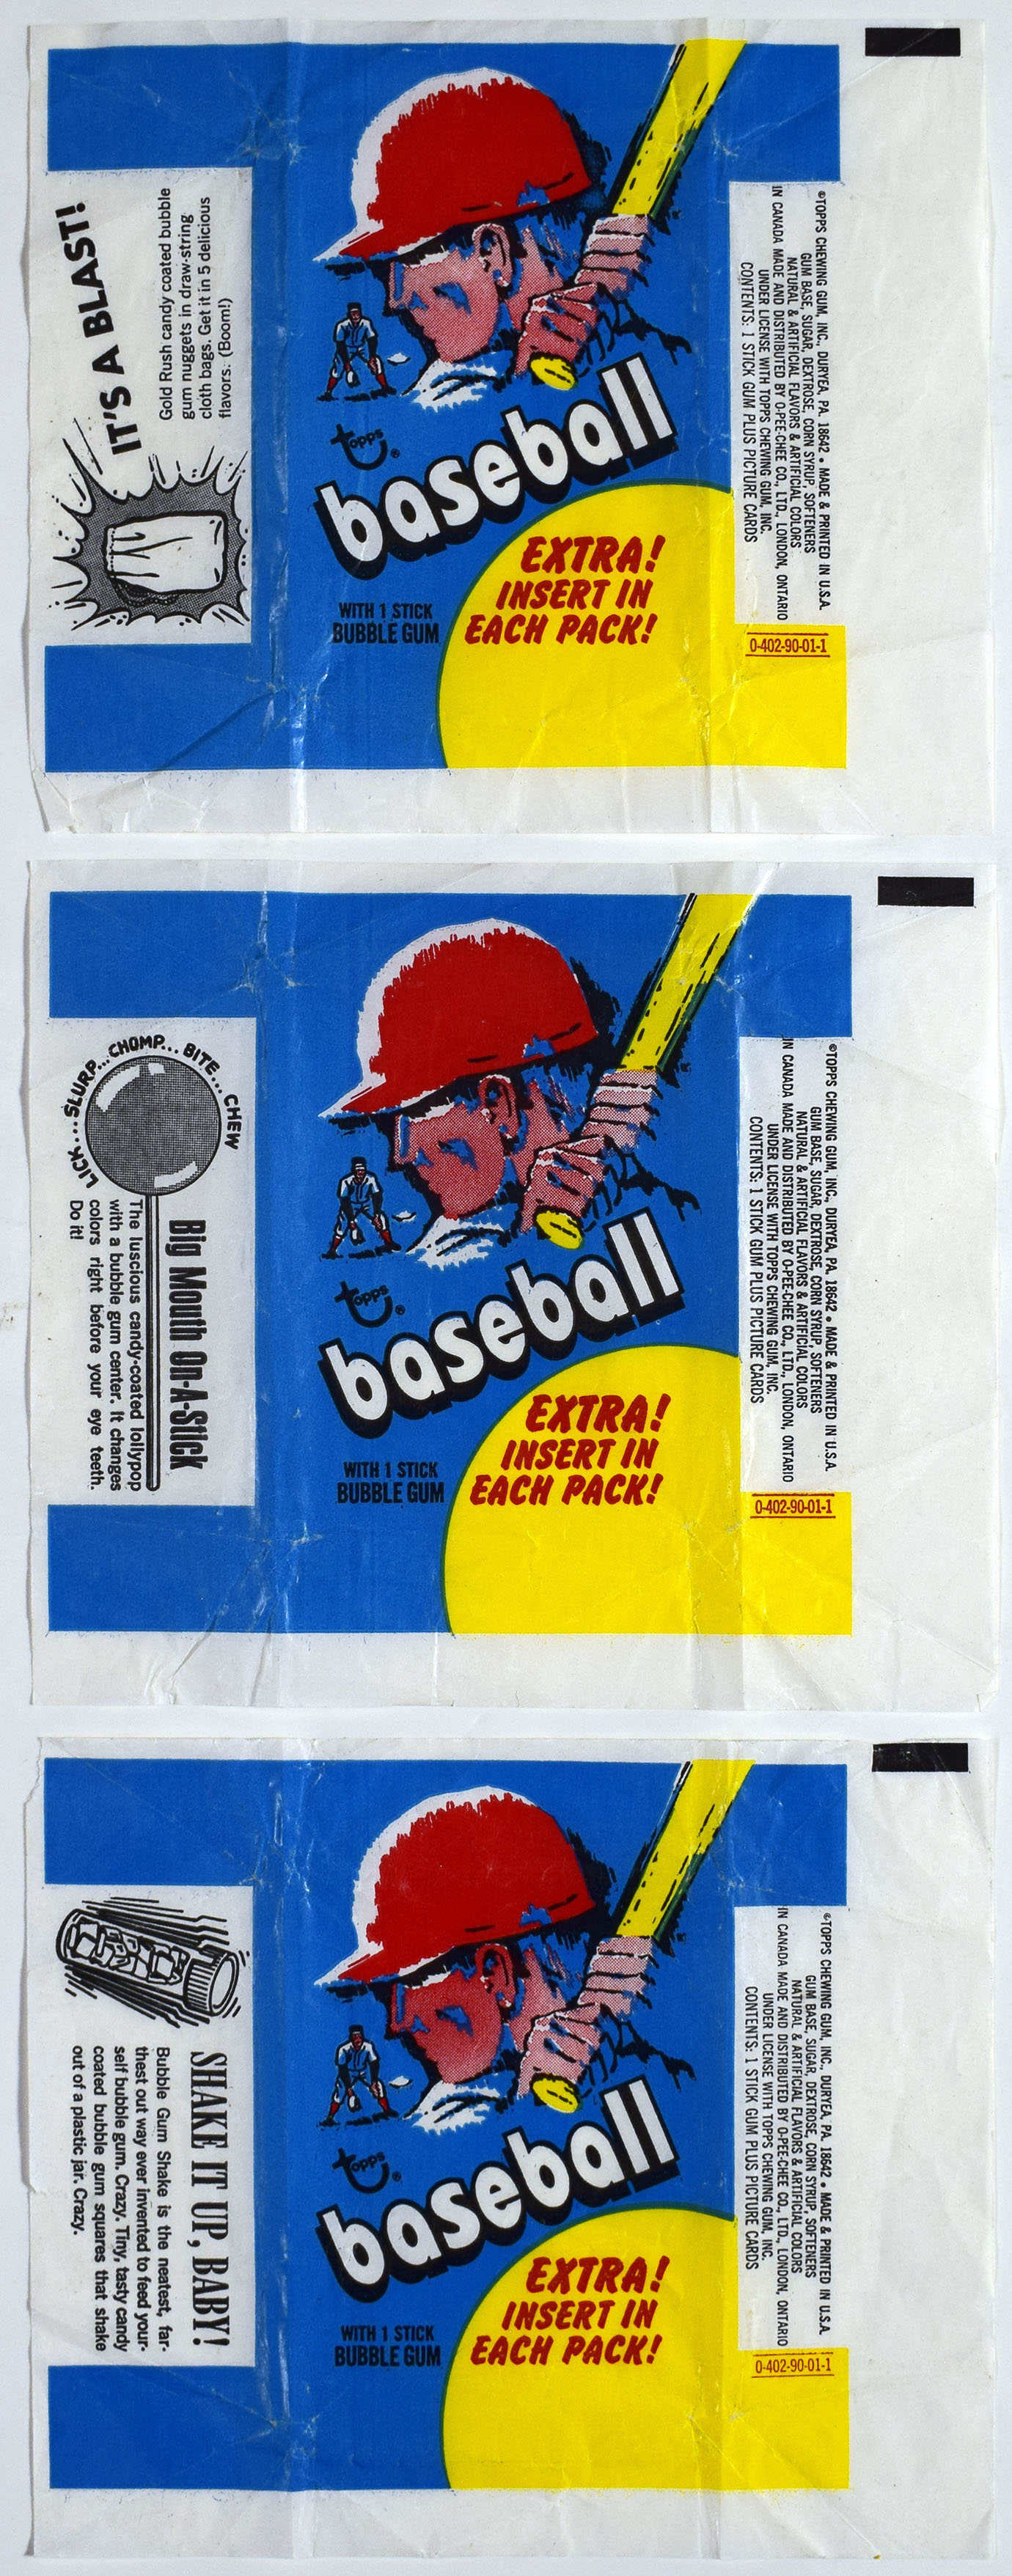 IT'S A BLAST!
Gold Rush candy coated bubble
gum nuggets in draw-string
cloth bags. Get it in 5 delicious
flavors. (Boom!)
topps®
baseball
WITH 1 STICK
BUBBLE GUM
EXTRA!
INSERT IN
EACH PACK!
©TOPPS CHEWING GUM, INC., DURYEA, PA. 18642 • MADE & PRINTED IN U.S.A.
GUM BASE, SUGAR, DEXTROSE, CORN SYRUP, SOFTENERS
NATURAL & ARTIFICIAL FLAVORS & ARTIFICIAL COLORS
IN CANADA MADE AND DISTRIBUTED BY O-PEE-CHEE CO., LTD., LONDON, ONTARIO
UNDER LICENSE WITH TOPPS CHEWING GUM, INC.
CONTENTS: 1 STICK GUM PLUS PICTURE CARDS
0-402-90-01-1
LICK... SLURP... CHOMP... BITE... CHEW
Big Mouth On-A-Stick
The luscious candy-coated lollypop
with a bubble gum center. It changes
colors right before your eye teeth.
Do it!
topps®
baseball
WITH 1 STICK
BUBBLE GUM
EXTRA!
INSERT IN
EACH PACK!
©TOPPS CHEWING GUM, INC., DURYEA, PA. 18642 • MADE & PRINTED IN U.S.A.
GUM BASE, SUGAR, DEXTROSE, CORN SYRUP, SOFTENERS
NATURAL & ARTIFICIAL FLAVORS & ARTIFICIAL COLORS
IN CANADA MADE AND DISTRIBUTED BY O-PEE-CHEE CO., LTD., LONDON, ONTARIO
UNDER LICENSE WITH TOPPS CHEWING GUM, INC.
CONTENTS: 1 STICK GUM PLUS PICTURE CARDS
0-402-90-01-1
SHAKE IT UP, BABY!
Bubble Gum Shake is the neatest, far-
thest out way ever invented to feed your-
self bubble gum. Crazy. Tiny, tasty candy
coated bubble gum squares that shake
out of a plastic jar. Crazy.
topps®
baseball
WITH 1 STICK
BUBBLE GUM
EXTRA!
INSERT IN
EACH PACK!
©TOPPS CHEWING GUM, INC., DURYEA, PA. 18642 • MADE & PRINTED IN U.S.A.
GUM BASE, SUGAR, DEXTROSE, CORN SYRUP, SOFTENERS
NATURAL & ARTIFICIAL FLAVORS & ARTIFICIAL COLORS
IN CANADA MADE AND DISTRIBUTED BY O-PEE-CHEE CO., LTD., LONDON, ONTARIO
UNDER LICENSE WITH TOPPS CHEWING GUM, INC.
CONTENTS: 1 STICK GUM PLUS PICTURE CARDS
0-402-90-01-1